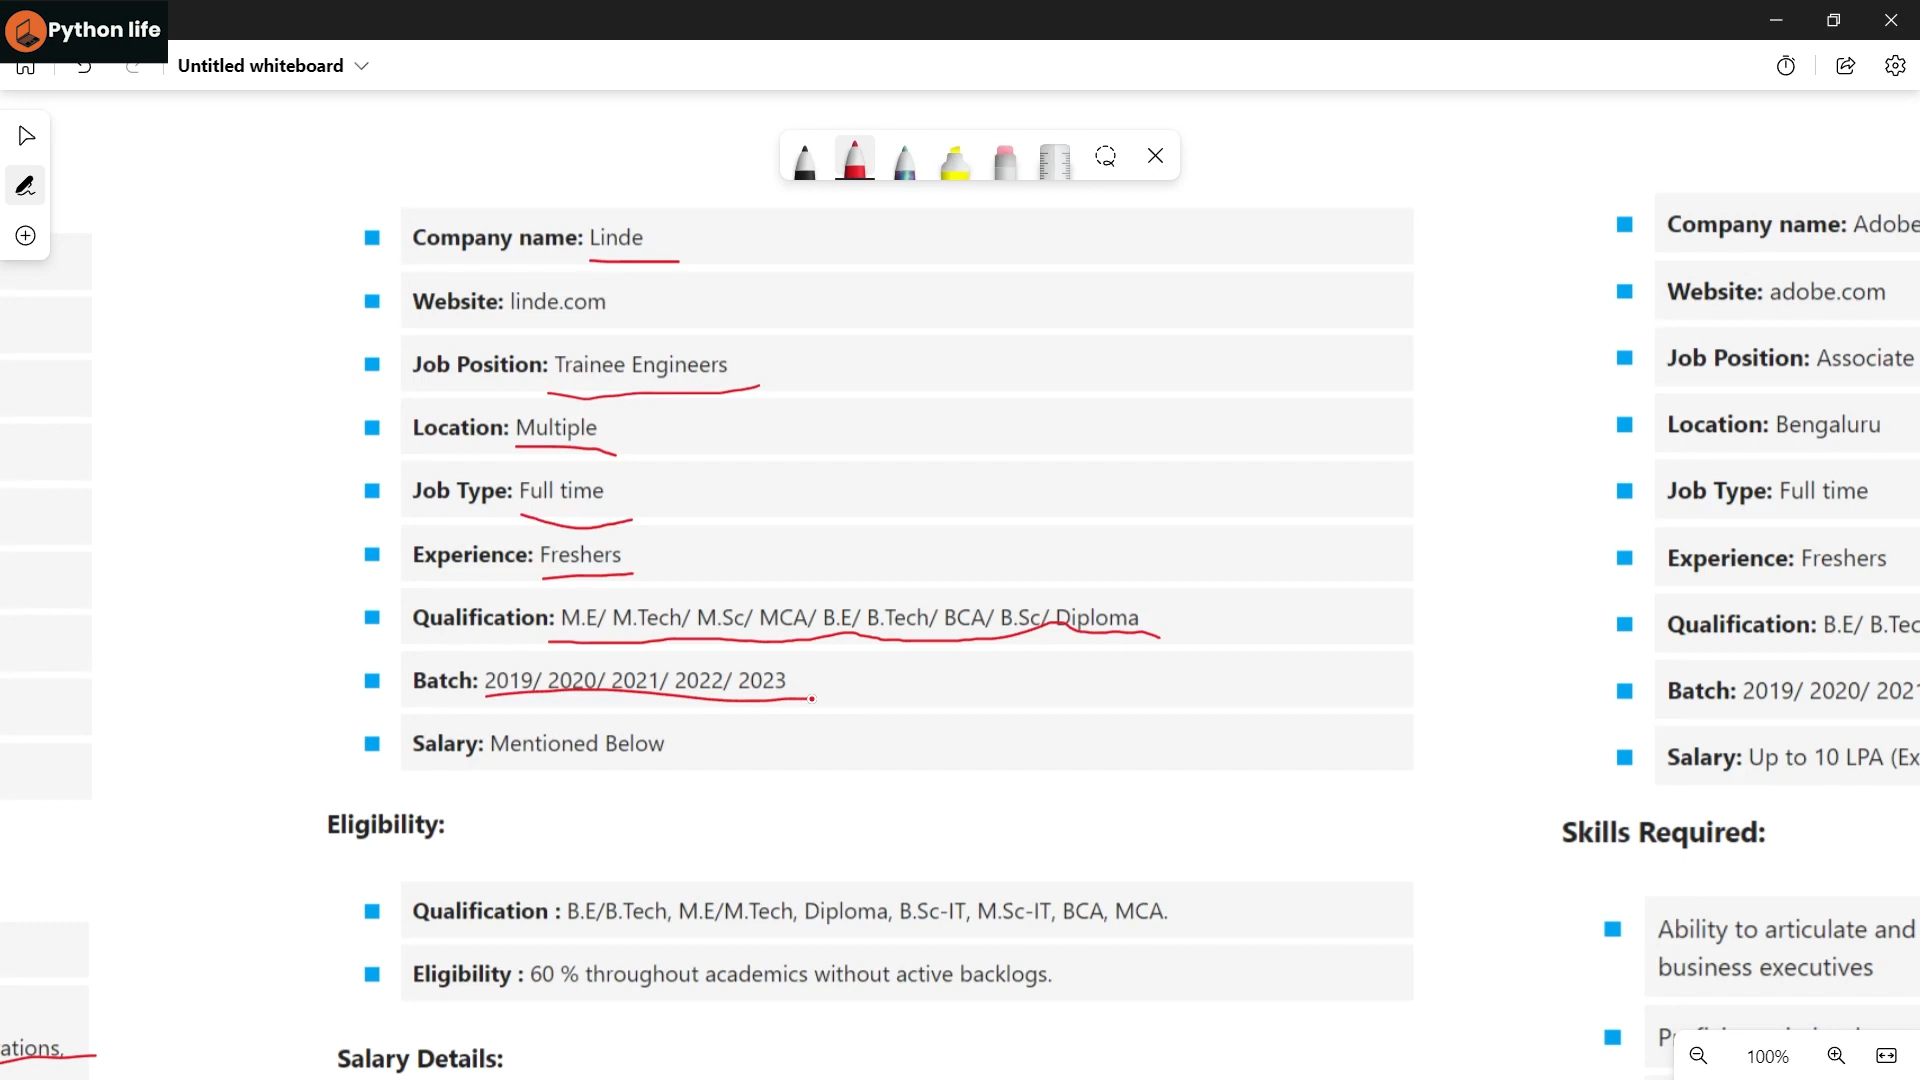 Python life
Untitled whiteboard
Company name: Linde
Website: linde.com
Job Position: Trainee Engineers
Location: Multiple
Job Type: Full time
Experience: Freshers
Qualification: M.E/ M.Tech/ M.Sc/ MCA/ B.E/ B.Tech/ BCA/ B.Sc/ Diploma
Batch: 2019/ 2020/ 2021/ 2022/ 2023
Salary: Mentioned Below
Eligibility:
Qualification : B.E/B.Tech, M.E/M.Tech, Diploma, B.Sc-IT, M.Sc-IT, BCA, MCA.
Eligibility : 60 % throughout academics without active backlogs.
Salary Details:
Company name: Adobe
Website: adobe.com
Job Position: Associate
Location: Bengaluru
Job Type: Full time
Experience: Freshers
Qualification: B.E/ B.Tec
Batch: 2019/ 2020/ 202
Salary: Up to 10 LPA (Ex
Skills Required:
Ability to articulate and
business executives
ations,
100%